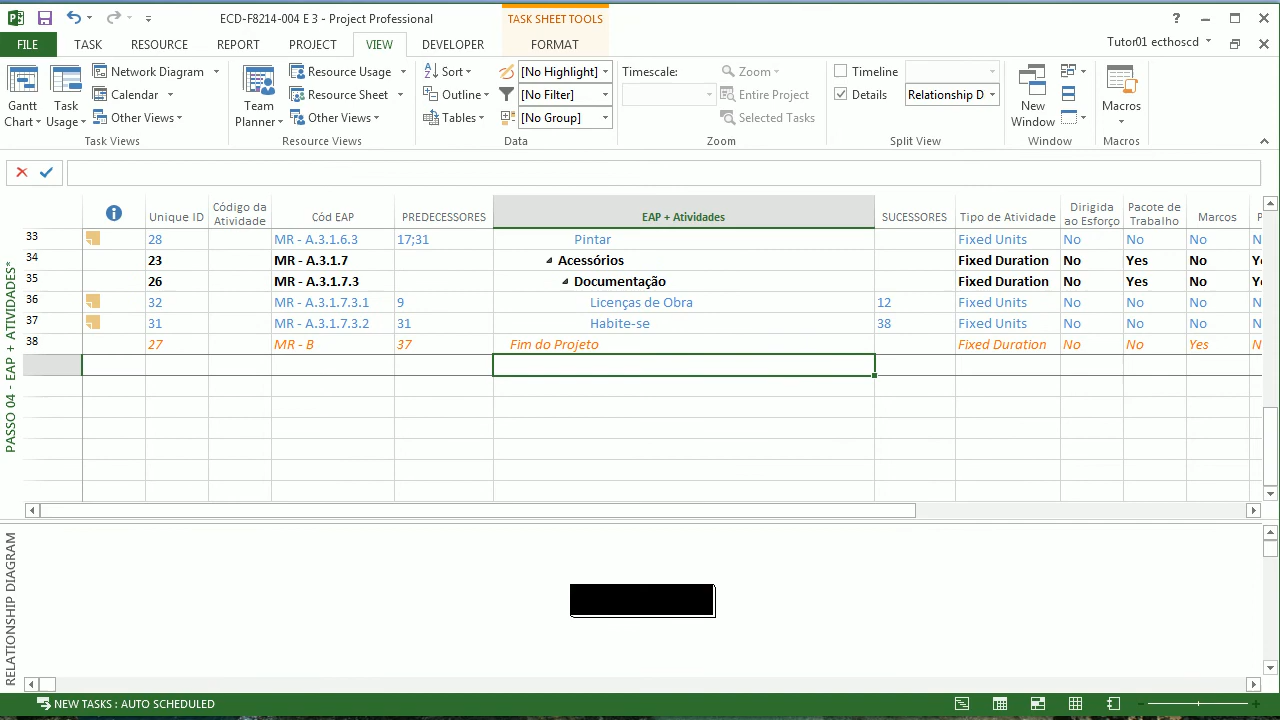 ECD-F8214-004 E 3 - Project Professional
TASK SHEET TOOLS
FILE TASK RESOURCE REPORT PROJECT VIEW DEVELOPER FORMAT
Tutor01 ecthoscd
Gantt Chart
Task Usage
Network Diagram
Calendar
Other Views
Task Views
Team Planner
Resource Usage
Resource Sheet
Other Views
Resource Views
Sort
Outline
Tables
[No Highlight]
[No Filter]
[No Group]
Data
Timescale:
Zoom
Entire Project
Selected Tasks
Zoom
Timeline
Details
Relationship D
Split View
New Window
Window
Macros
Macros
Unique ID
Código da Atividade
Cód EAP
PREDECESSORES
EAP + Atividades
SUCESSORES
Tipo de Atividade
Dirigida ao Esforço
Pacote de Trabalho
Marcos
P
33 28 MR - A.3.1.6.3 17;31 Pintar Fixed Units No No No N
34 23 MR - A.3.1.7 Acessórios Fixed Duration No Yes No Y
35 26 MR - A.3.1.7.3 Documentação Fixed Duration No Yes No Y
36 32 MR - A.3.1.7.3.1 9 Licenças de Obra 12 Fixed Units No No No N
37 31 MR - A.3.1.7.3.2 31 Habite-se 38 Fixed Units No No No N
38 27 MR - B 37 Fim do Projeto Fixed Duration No No Yes N
PASSO 04 - EAP + ATIVIDADES*
RELATIONSHIP DIAGRAM
NEW TASKS : AUTO SCHEDULED